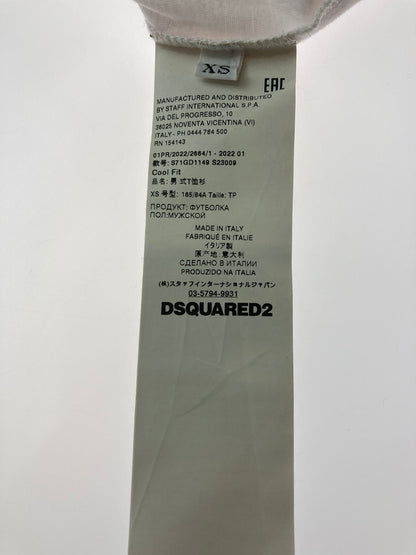 XS
EAC
MANUFACTURED AND DISTRIBUTED
BY STAFF INTERNATIONAL S.P.A.
VIA DEL PROGRESSO, 10
36025 NOVENTA VICENTINA (VI)
ITALY - PH 0444 784 500
RN 154143
01PR/2022/2664/1 - 2022 01
款号: S71GD1149 S23009
Cool Fit
品名: 男 式T恤衫
XS 号型: 165/84A Taille: TP
ПРОДУКТ: ФУТБОЛКА
ПОЛ:МУЖСКОЙ
MADE IN ITALY
FABRIQUÉ EN ITALIE
イタリア製
原产地: 意大利
СДЕЛАНО В ИТАЛИИ
PRODUZIDO NA ITALIA
(株)スタッフインターナショナルジャパン
03-5794-9931
DSQUARED2